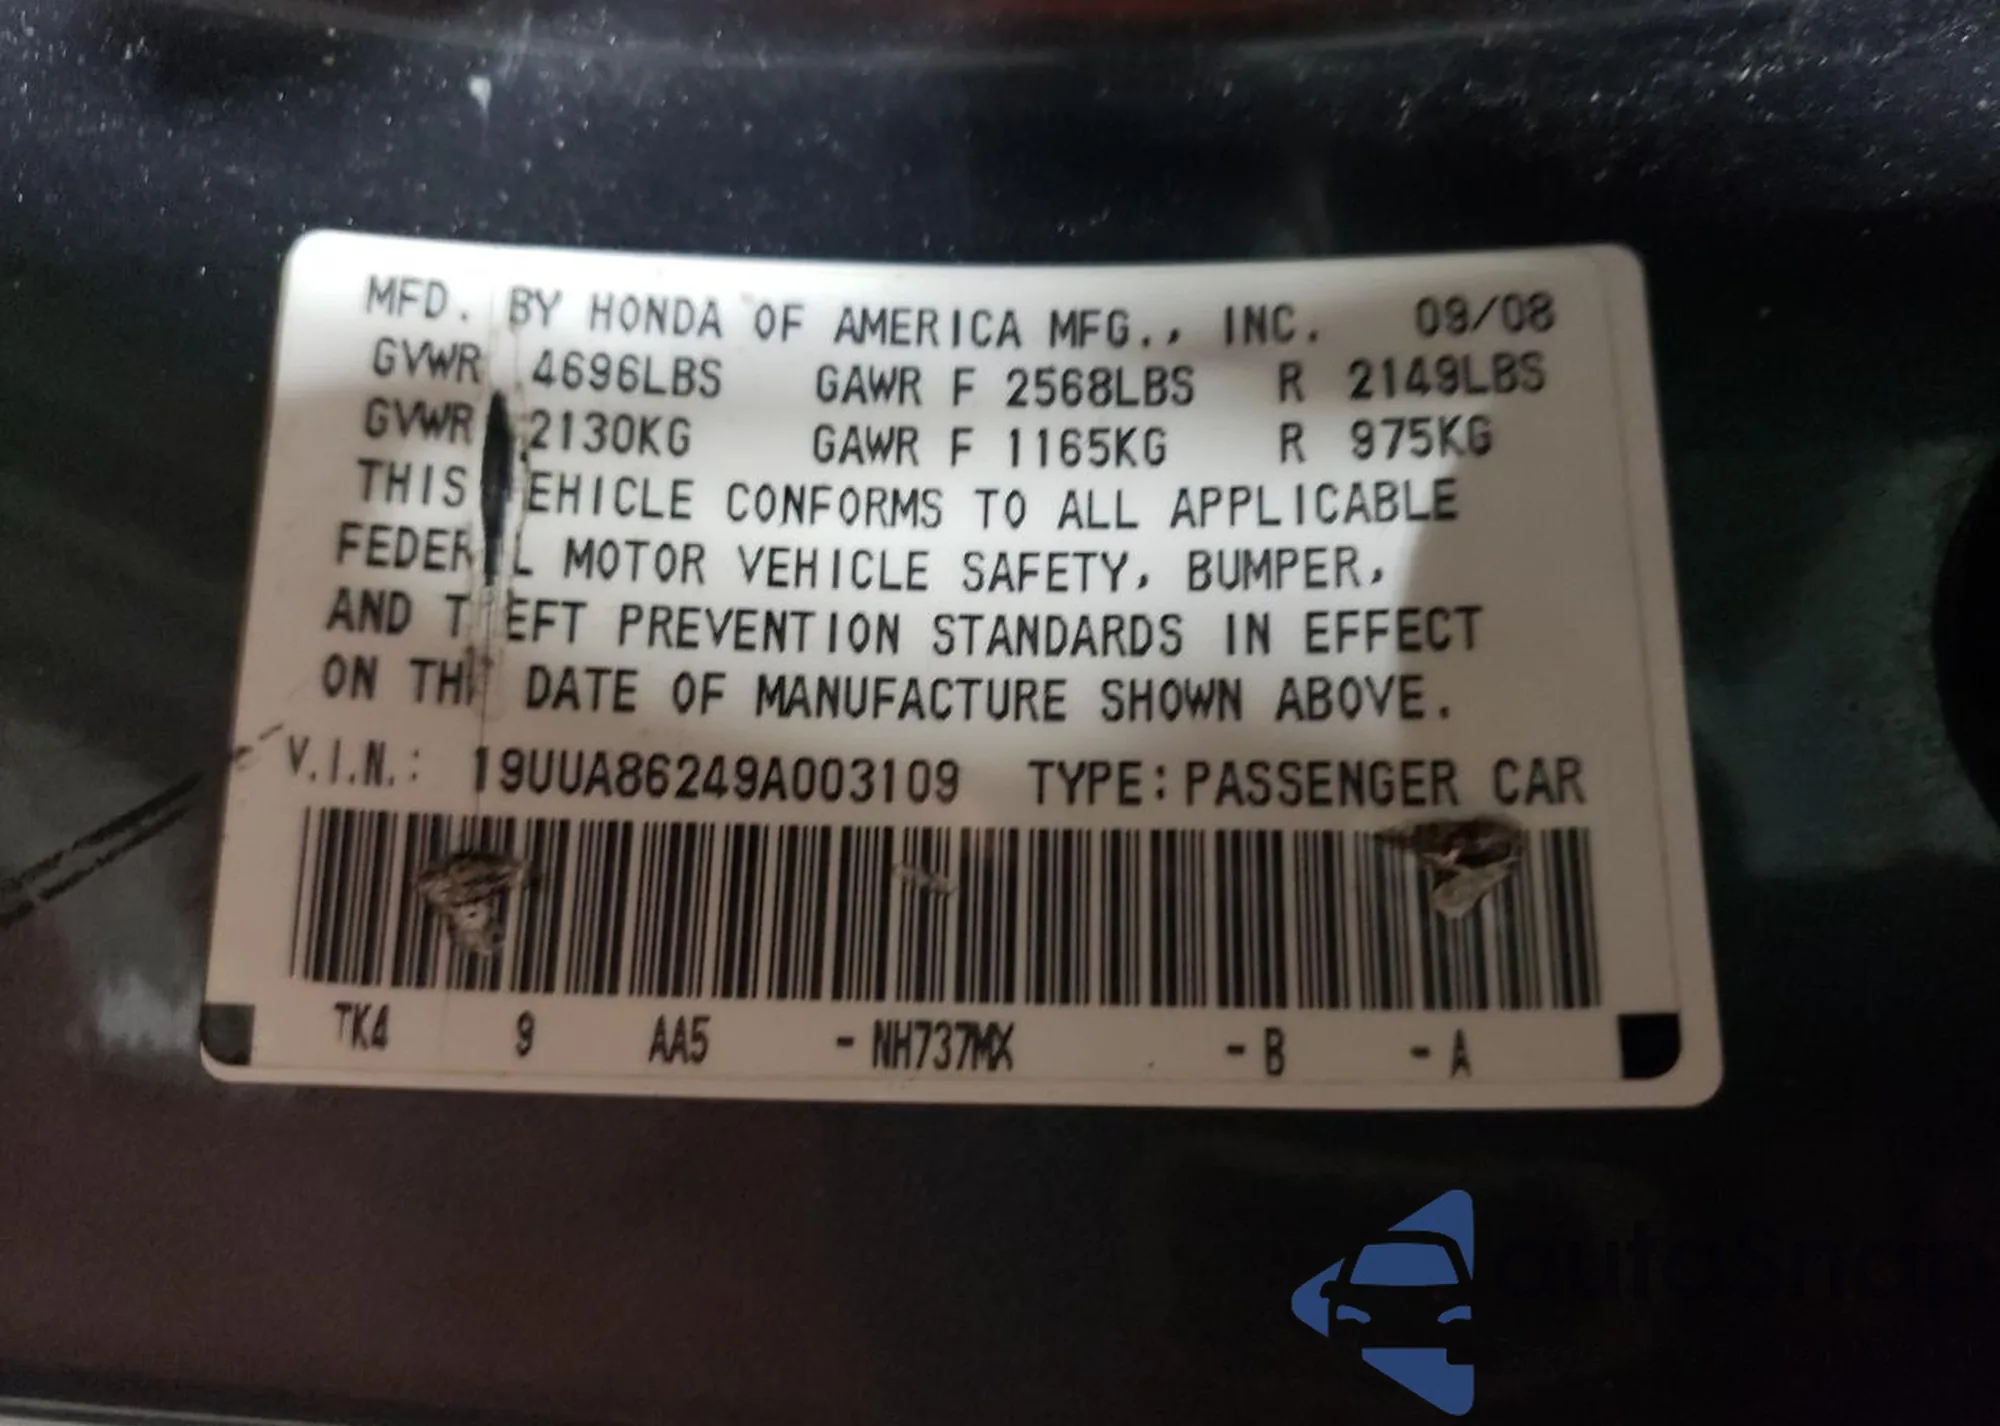 MFD. BY HONDA OF AMERICA MFG., INC. 09/08
GVWR 4696LBS GAWR F 2568LBS R 2149LBS
GVWR 2130KG GAWR F 1165KG R 975KG
THIS EHICLE CONFORMS TO ALL APPLICABLE
FEDER L MOTOR VEHICLE SAFETY, BUMPER,
AND T EFT PREVENTION STANDARDS IN EFFECT
ON TH DATE OF MANUFACTURE SHOWN ABOVE.
V.I.N.: 19UUA86249A003109 TYPE: PASSENGER CAR
TK4 9 AA5 - NH737MX - B - A